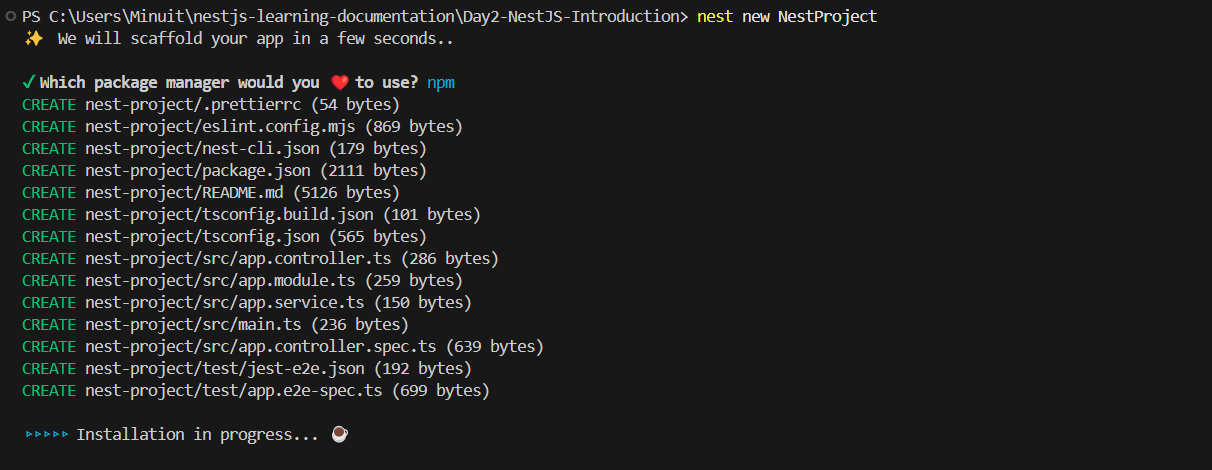 PS C:\Users\Minuit\nestjs-learning-documentation\Day2-NestJS-Introduction> nest new NestProject
✨ We will scaffold your app in a few seconds..
✓ Which package manager would you ❤️ to use? npm
CREATE nest-project/.prettierrc (54 bytes)
CREATE nest-project/eslint.config.mjs (869 bytes)
CREATE nest-project/nest-cli.json (179 bytes)
CREATE nest-project/package.json (2111 bytes)
CREATE nest-project/README.md (5126 bytes)
CREATE nest-project/tsconfig.build.json (101 bytes)
CREATE nest-project/tsconfig.json (565 bytes)
CREATE nest-project/src/app.controller.ts (286 bytes)
CREATE nest-project/src/app.module.ts (259 bytes)
CREATE nest-project/src/app.service.ts (150 bytes)
CREATE nest-project/src/main.ts (236 bytes)
CREATE nest-project/src/app.controller.spec.ts (639 bytes)
CREATE nest-project/test/jest-e2e.json (192 bytes)
CREATE nest-project/test/app.e2e-spec.ts (699 bytes)
▹▹▹▹▹ Installation in progress... ☕